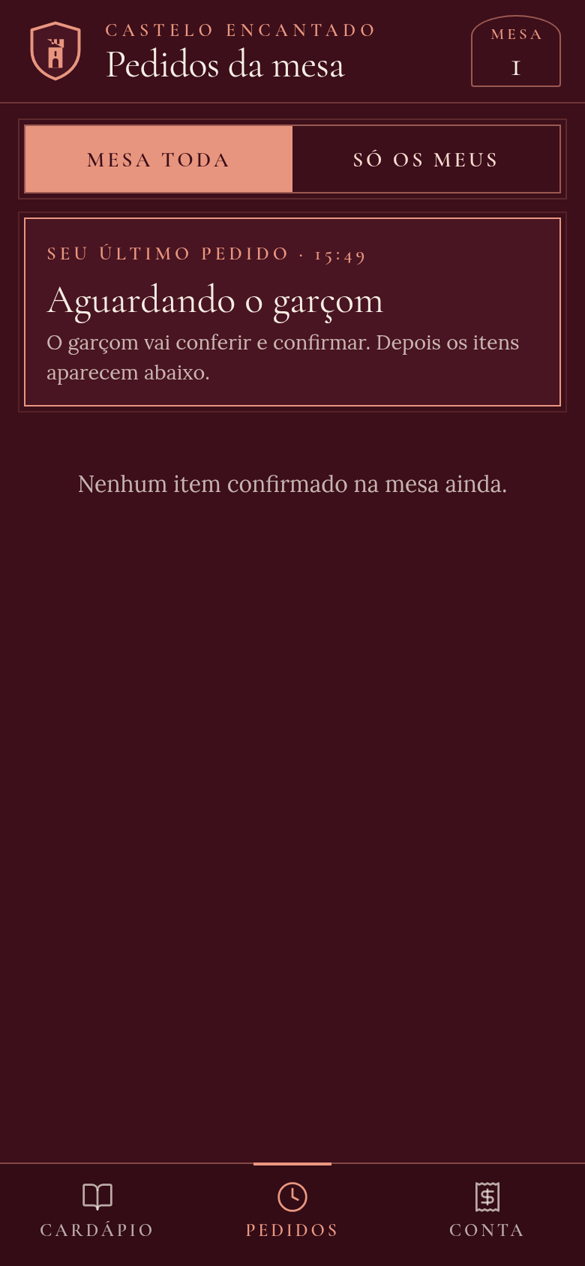 CASTELO ENCANTADO
Pedidos da mesa
MESA
1
MESA TODA
SÓ OS MEUS
SEU ÚLTIMO PEDIDO · 15:49
Aguardando o garçom
O garçom vai conferir e confirmar. Depois os itens
aparecem abaixo.
Nenhum item confirmado na mesa ainda.
CARDÁPIO
PEDIDOS
CONTA